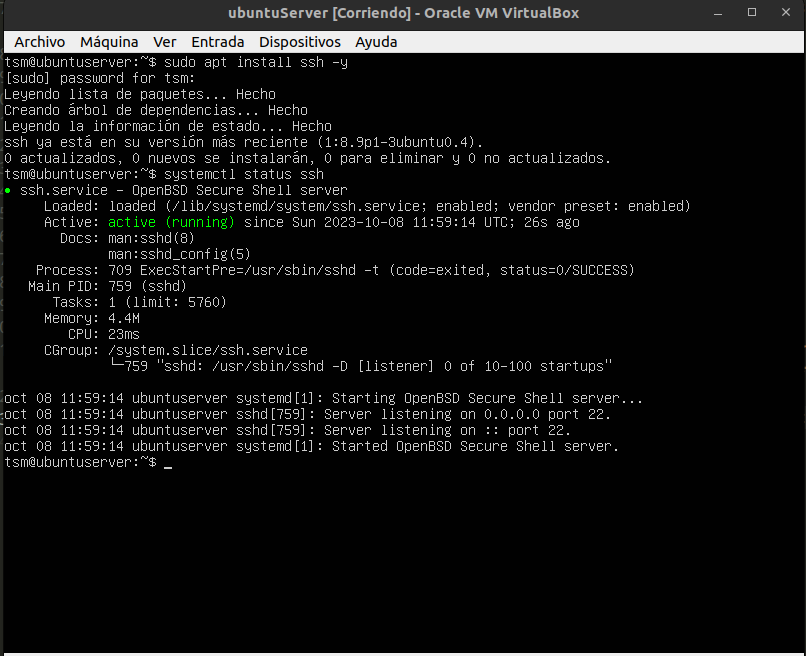 ubuntuServer [Corriendo] - Oracle VM VirtualBox
Archivo Máquina Ver Entrada Dispositivos Ayuda
tsm@ubuntuserver:~$ sudo apt install ssh -y
[sudo] password for tsm:
Leyendo lista de paquetes... Hecho
Creando árbol de dependencias... Hecho
Leyendo la información de estado... Hecho
ssh ya está en su versión más reciente (1:8.9p1-3ubuntu0.4).
0 actualizados, 0 nuevos se instalarán, 0 para eliminar y 0 no actualizados.
tsm@ubuntuserver:~$ systemctl status ssh
● ssh.service - OpenBSD Secure Shell server
Loaded: loaded (/lib/systemd/system/ssh.service; enabled; vendor preset: enabled)
Active: active (running) since Sun 2023-10-08 11:59:14 UTC; 26s ago
Docs: man:sshd(8)
man:sshd_config(5)
Process: 709 ExecStartPre=/usr/sbin/sshd -t (code=exited, status=0/SUCCESS)
Main PID: 759 (sshd)
Tasks: 1 (limit: 5760)
Memory: 4.4M
CPU: 23ms
CGroup: /system.slice/ssh.service
└─759 "sshd: /usr/sbin/sshd -D [listener] 0 of 10-100 startups"
oct 08 11:59:14 ubuntuserver systemd[1]: Starting OpenBSD Secure Shell server...
oct 08 11:59:14 ubuntuserver sshd[759]: Server listening on 0.0.0.0 port 22.
oct 08 11:59:14 ubuntuserver sshd[759]: Server listening on :: port 22.
oct 08 11:59:14 ubuntuserver systemd[1]: Started OpenBSD Secure Shell server.
tsm@ubuntuserver:~$ _